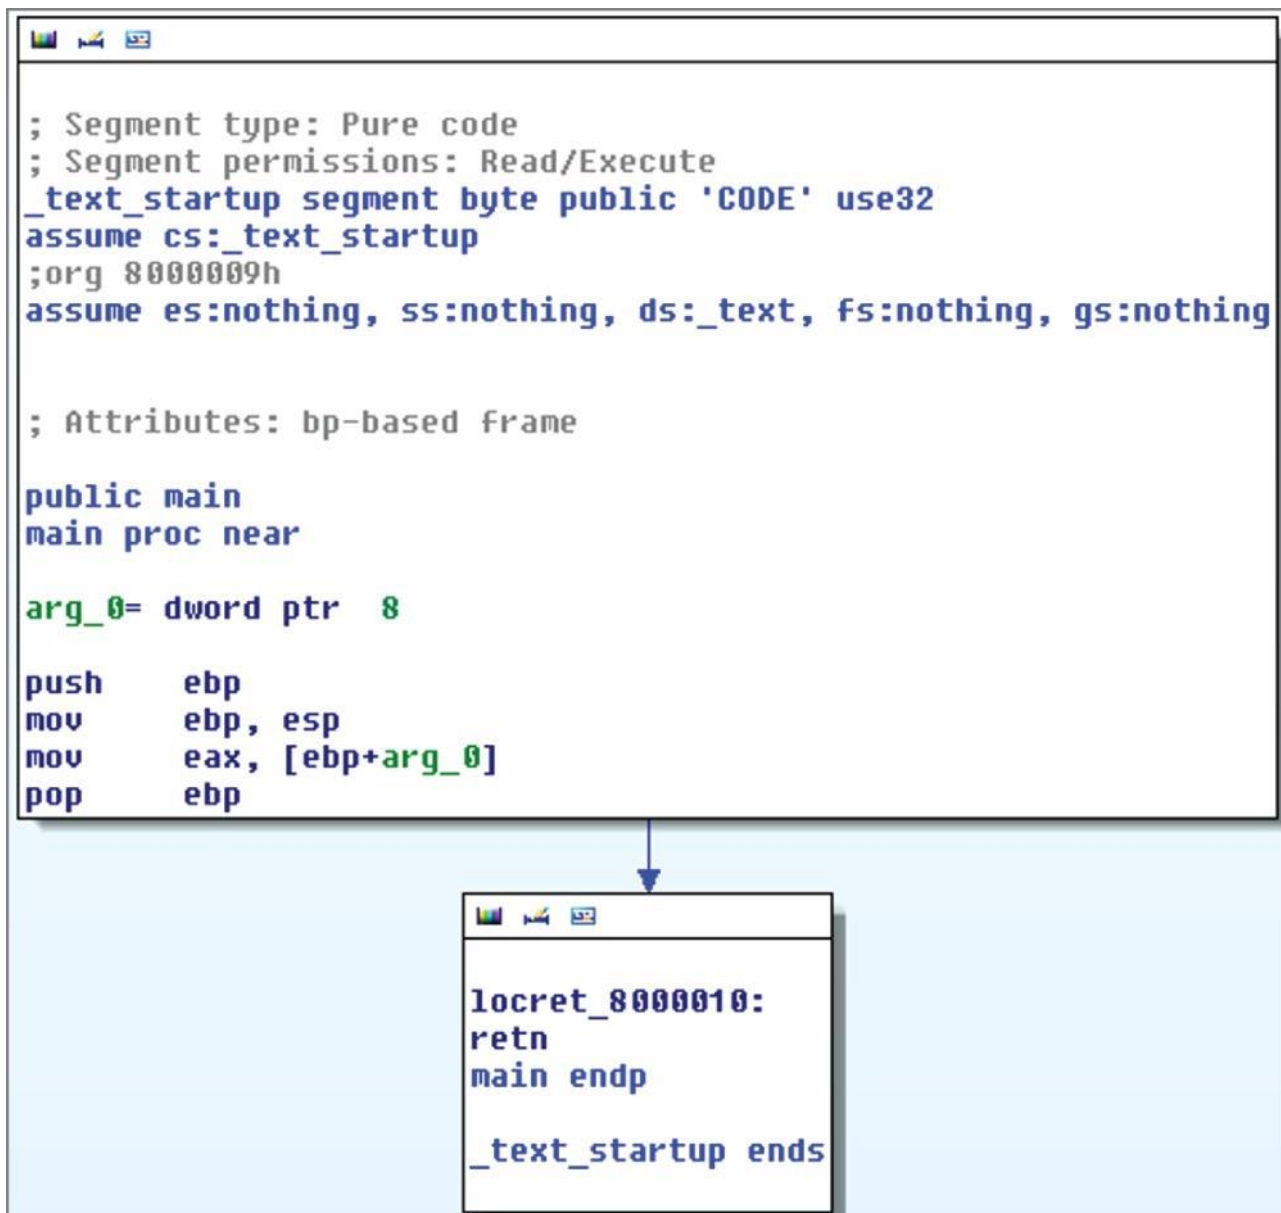 ; Segment type: Pure code
; Segment permissions: Read/Execute
_text_startup segment byte public 'CODE' use32
assume cs:_text_startup
;org 8000009h
assume es:nothing, ss:nothing, ds:_text, fs:nothing, gs:nothing
; Attributes: bp-based frame
public main
main proc near
arg_0= dword ptr  8
push    ebp
mov     ebp, esp
mov     eax, [ebp+arg_0]
pop     ebp
locret_8000010:
retn
main endp
_text_startup ends